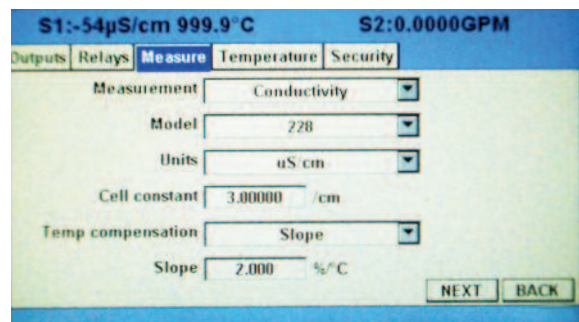 S1:-54µS/cm 999.9°C S2:0.0000GPM
Outputs Relays Measure Temperature Security
Measurement Conductivity
Model 228
Units uS/cm
Cell constant 3.00000 /cm
Temp compensation Slope
Slope 2.000 %/°C
NEXT BACK